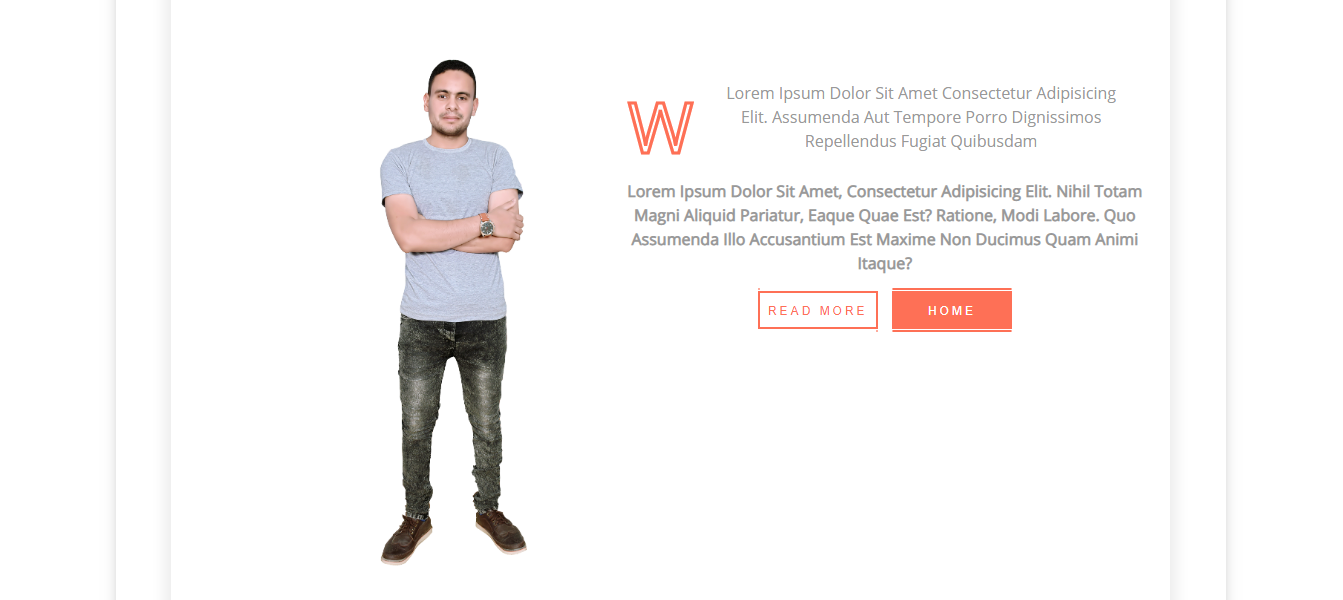 W
Lorem Ipsum Dolor Sit Amet Consectetur Adipisicing
Elit. Assumenda Aut Tempore Porro Dignissimos
Repellendus Fugiat Quibusdam
Lorem Ipsum Dolor Sit Amet, Consectetur Adipisicing Elit. Nihil Totam
Magni Aliquid Pariatur, Eaque Quae Est? Ratione, Modi Labore. Quo
Assumenda Illo Accusantium Est Maxime Non Ducimus Quam Animi
Itaque?
READ MORE HOME